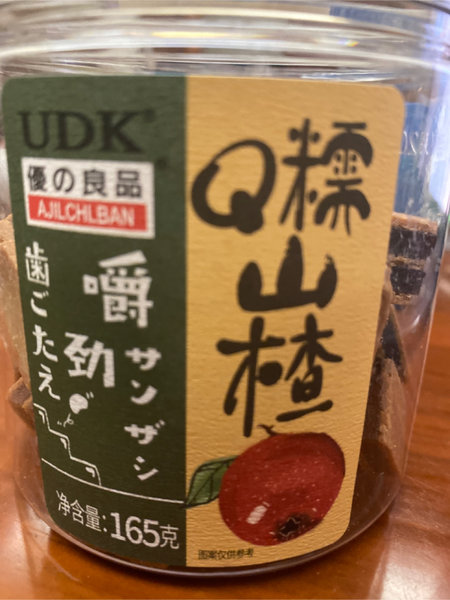 UDK®
優の良品
AJILCHLBAN
嚼劲
サンザシ
歯ごたえ
净含量:165克
Q糯山楂
图案仅供参考